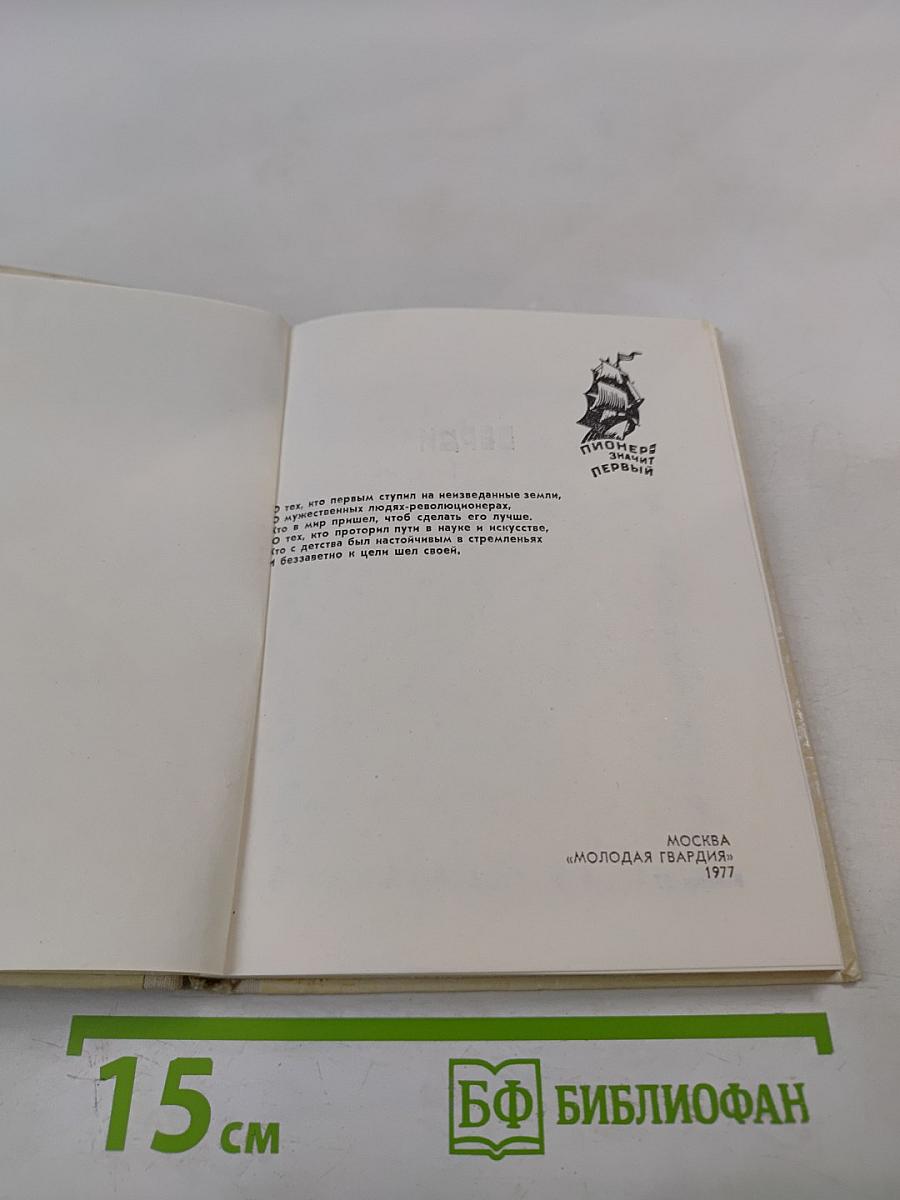 ПИОНЕР
ЗНАЧИТ
ПЕРВЫЙ
О тех, кто первым ступил на неизведанные земли,
О мужественных людях-революционерах,
Кто в мир пришел, чтоб сделать его лучше.
О тех, кто проторил пути в науке и искусстве,
Кто с детства был настойчивым в стремленьях
И беззаветно к цели шел своей.
МОСКВА
«МОЛОДАЯ ГВАРДИЯ»
1977
15 см
БФ БИБЛИОФАН